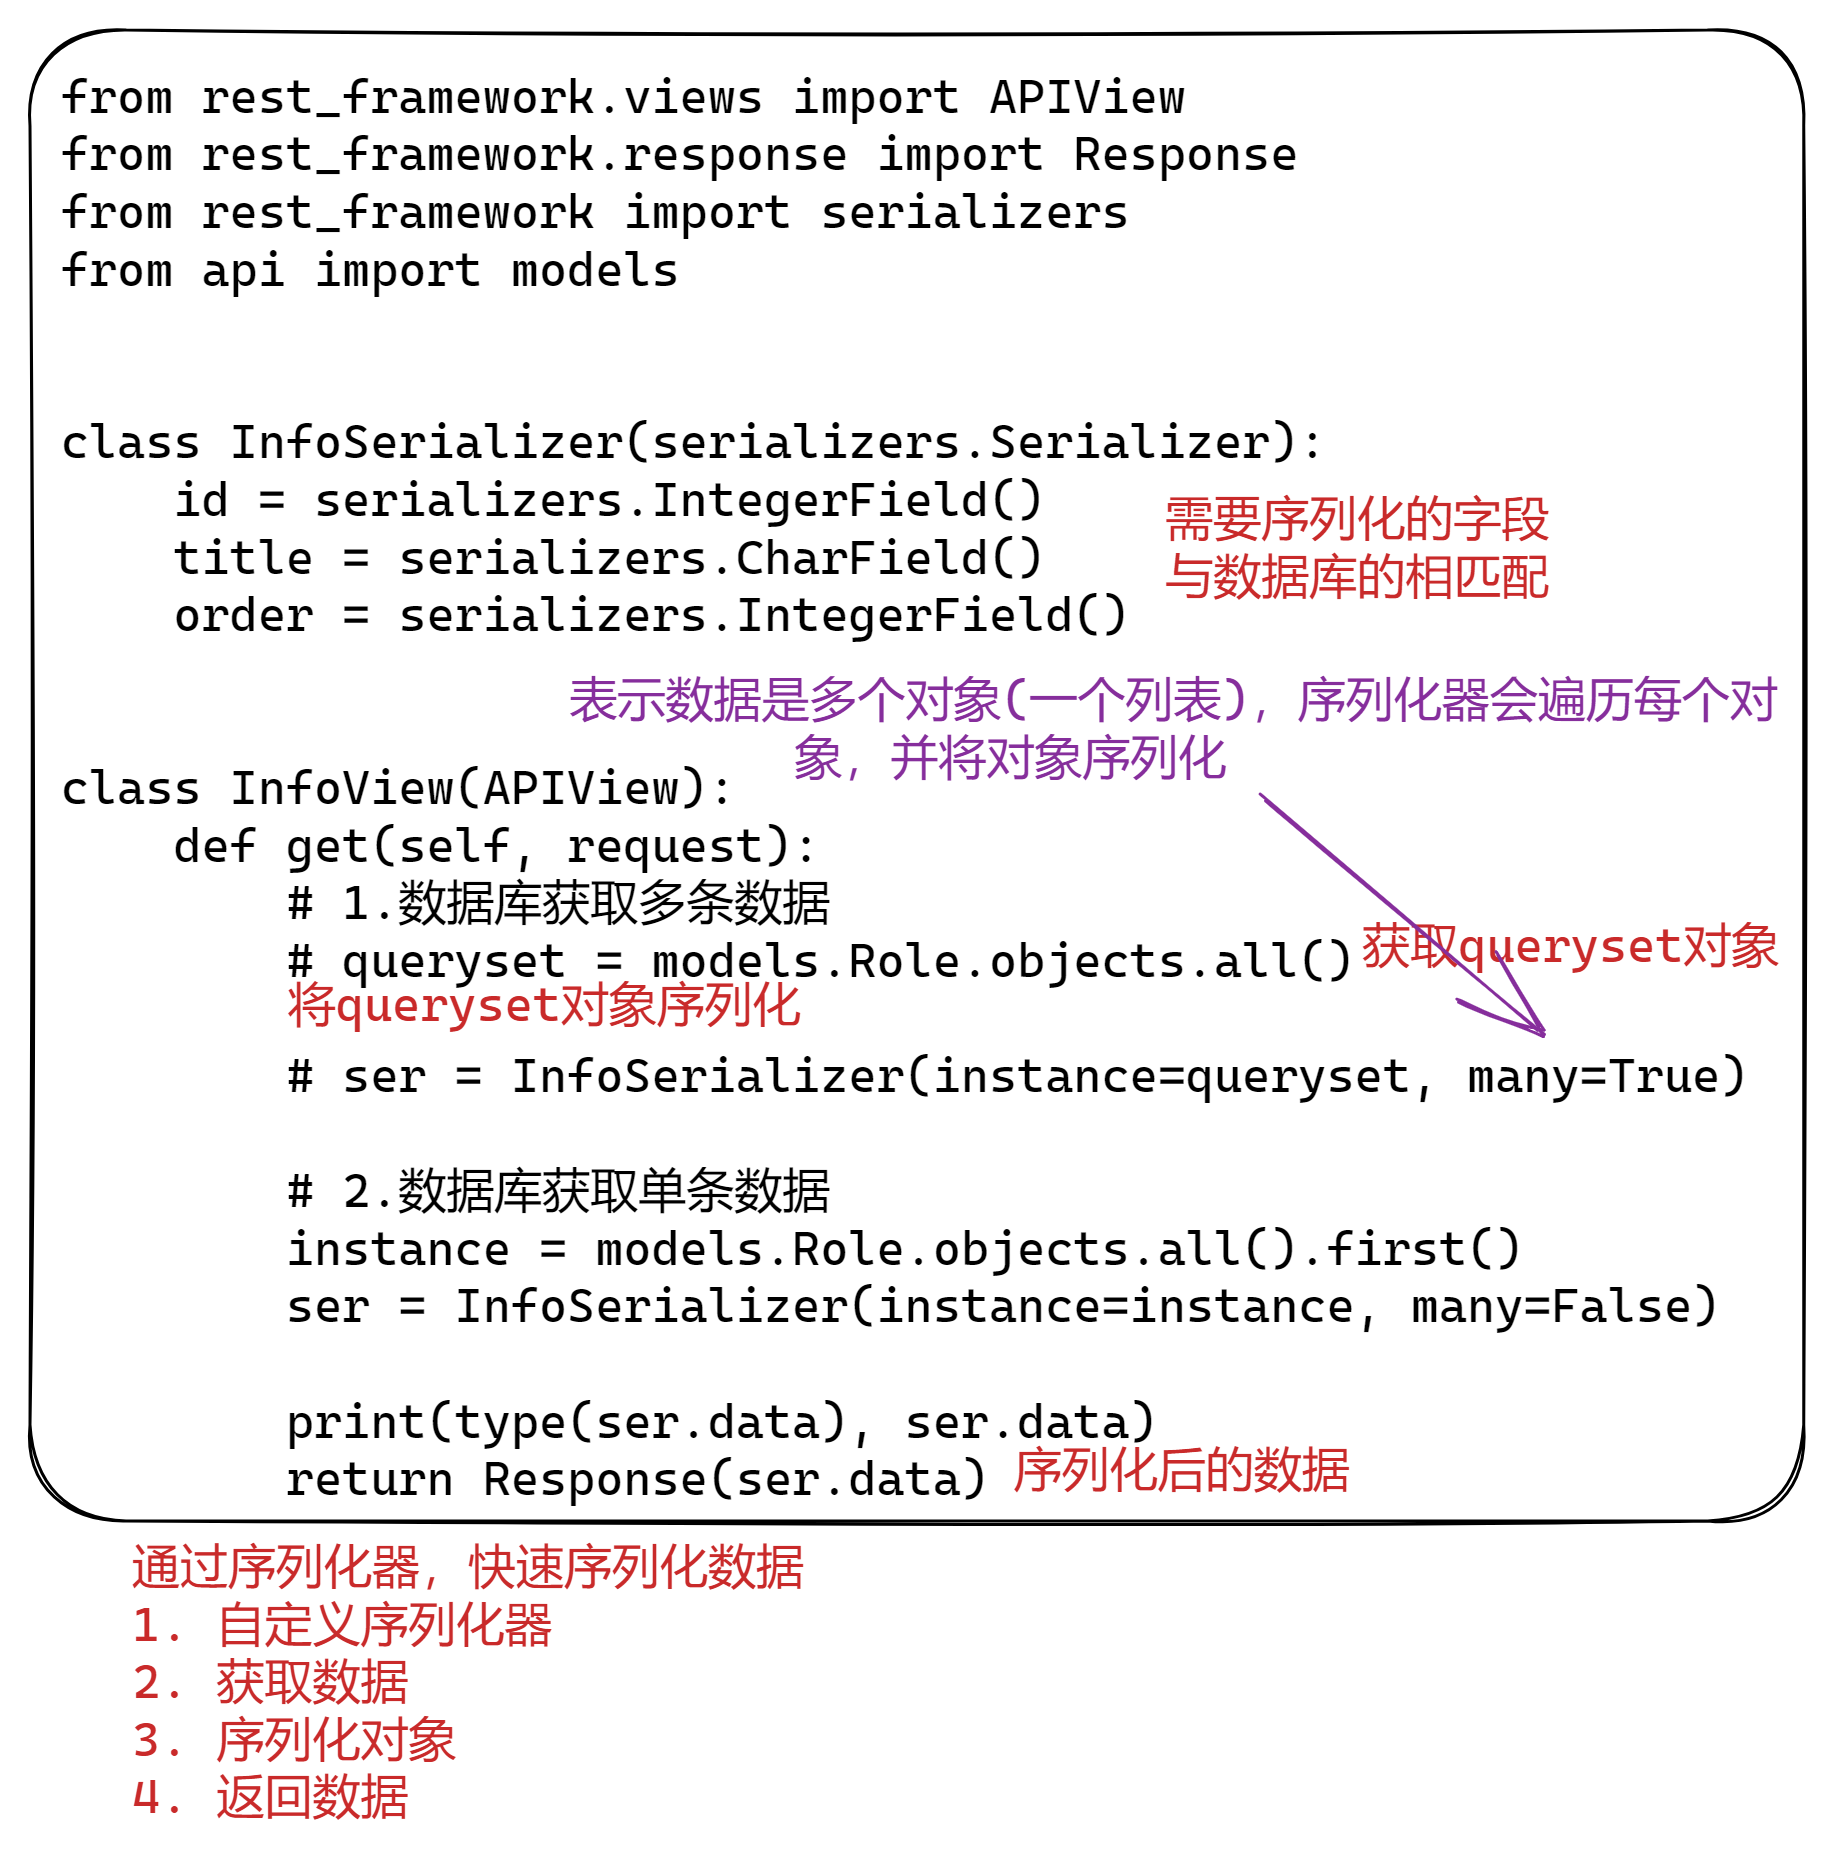 from rest_framework.views import APIView
from rest_framework.response import Response
from rest_framework import serializers
from api import models
class InfoSerializer(serializers.Serializer):
    id = serializers.IntegerField()
    title = serializers.CharField()
    order = serializers.IntegerField()
需要序列化的字段
与数据库的相匹配
表示数据是多个对象(一个列表)，序列化器会遍历每个对
象，并将对象序列化
class InfoView(APIView):
    def get(self, request):
        # 1.数据库获取多条数据
        # queryset = models.Role.objects.all()
获取queryset对象
将queryset对象序列化
        # ser = InfoSerializer(instance=queryset, many=True)
        # 2.数据库获取单条数据
        instance = models.Role.objects.all().first()
        ser = InfoSerializer(instance=instance, many=False)
        print(type(ser.data), ser.data)
        return Response(ser.data)
序列化后的数据
通过序列化器，快速序列化数据
1. 自定义序列化器
2. 获取数据
3. 序列化对象
4. 返回数据